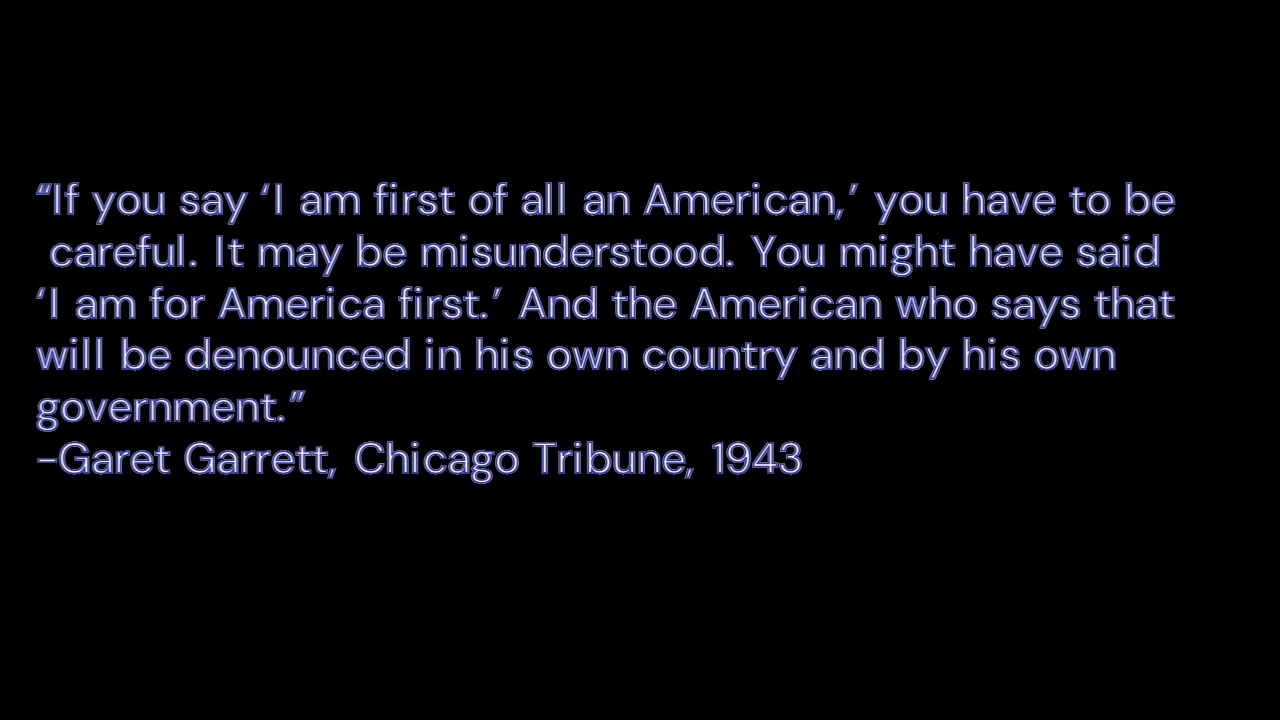 “If you say ‘I am first of all an American,’ you have to be
careful. It may be misunderstood. You might have said
‘I am for America first.’ And the American who says that
will be denounced in his own country and by his own
government.”
-Garet Garrett, Chicago Tribune, 1943